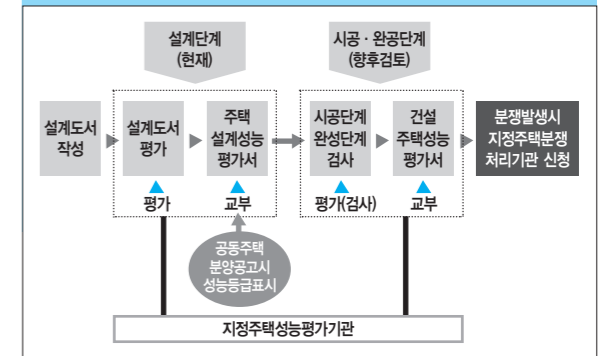 설계단계
(현재)
시공 · 완공단계
(향후검토)
설계도서
작성
설계도서
평가
주택
설계성능
평가서
시공단계
완성단계
검사
건설
주택성능
평가서
분쟁발생시
지정주택분쟁
처리기관 신청
평가
교부
평가(검사)
교부
공동주택
분양공고시
성능등급표시
지정주택성능평가기관